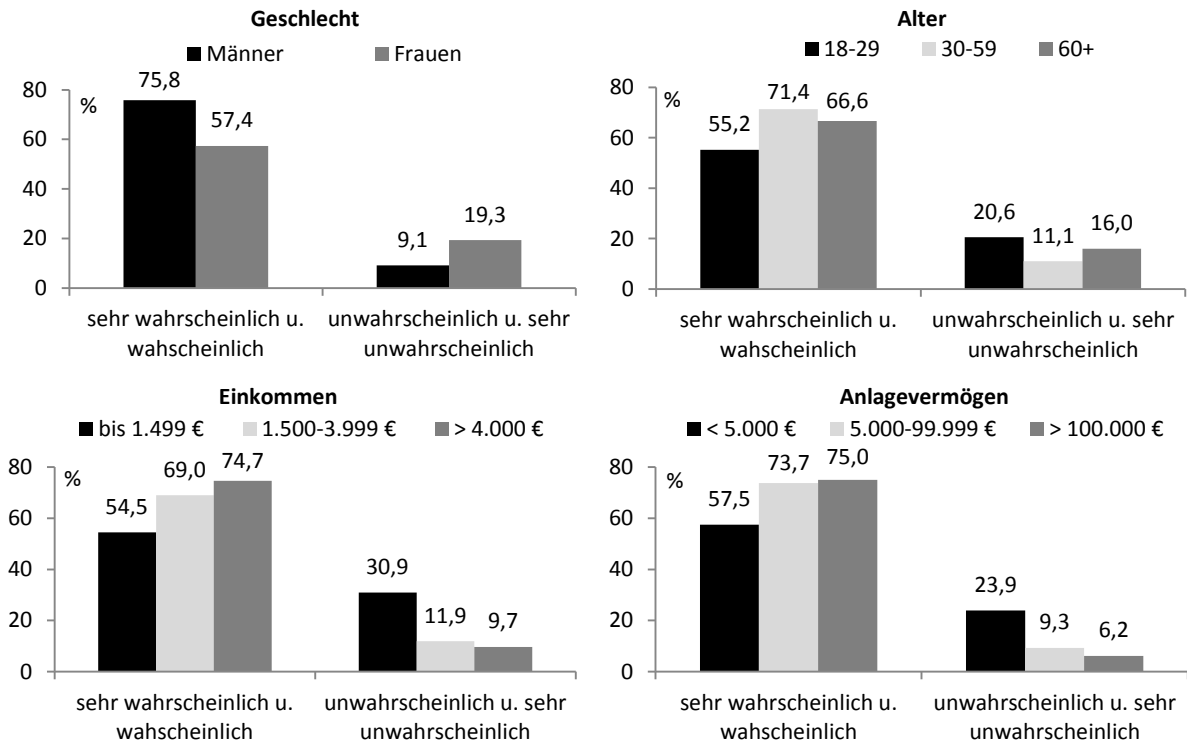 Geschlecht
Männer Frauen
%
80
60
40
20
0
75,8
57,4
9,1
19,3
sehr wahrscheinlich u.
wahscheinlich
unwahrscheinlich u. sehr
unwahrscheinlich
Alter
18-29 30-59 60+
%
80
60
40
20
0
55,2
71,4
66,6
20,6
11,1
16,0
sehr wahrscheinlich u.
wahscheinlich
unwahrscheinlich u. sehr
unwahrscheinlich
Einkommen
bis 1.499 € 1.500-3.999 € > 4.000 €
%
80
60
40
20
0
54,5
69,0
74,7
30,9
11,9
9,7
sehr wahrscheinlich u.
wahscheinlich
unwahrscheinlich u. sehr
unwahrscheinlich
Anlagevermögen
< 5.000 € 5.000-99.999 € > 100.000 €
%
80
60
40
20
0
57,5
73,7
75,0
23,9
9,3
6,2
sehr wahrscheinlich u.
wahscheinlich
unwahrscheinlich u. sehr
unwahrscheinlich